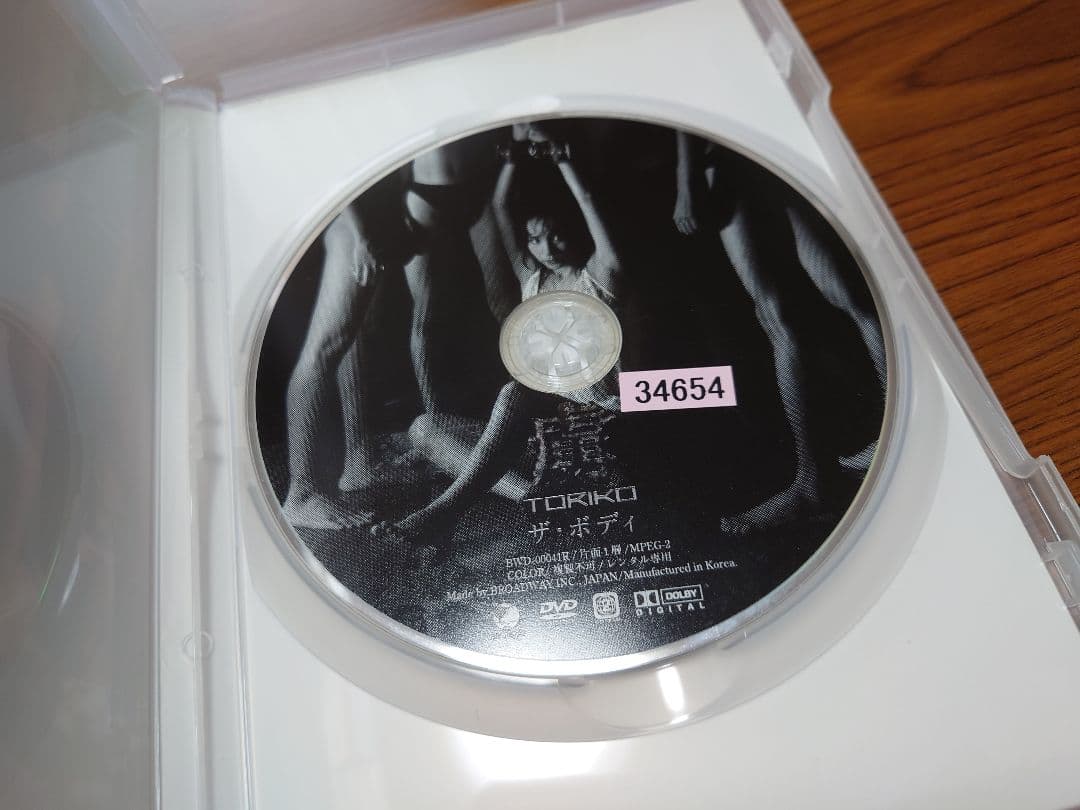 34654
虜
TORIKO
ザ・ボディ
BWD-00041R/片面1層/MPEG-2
COLOR/複製不可/レンタル専用
Made by BROADWAY INC., JAPAN/Manufactured in Korea.
DVD
2
DOLBY
DIGITAL